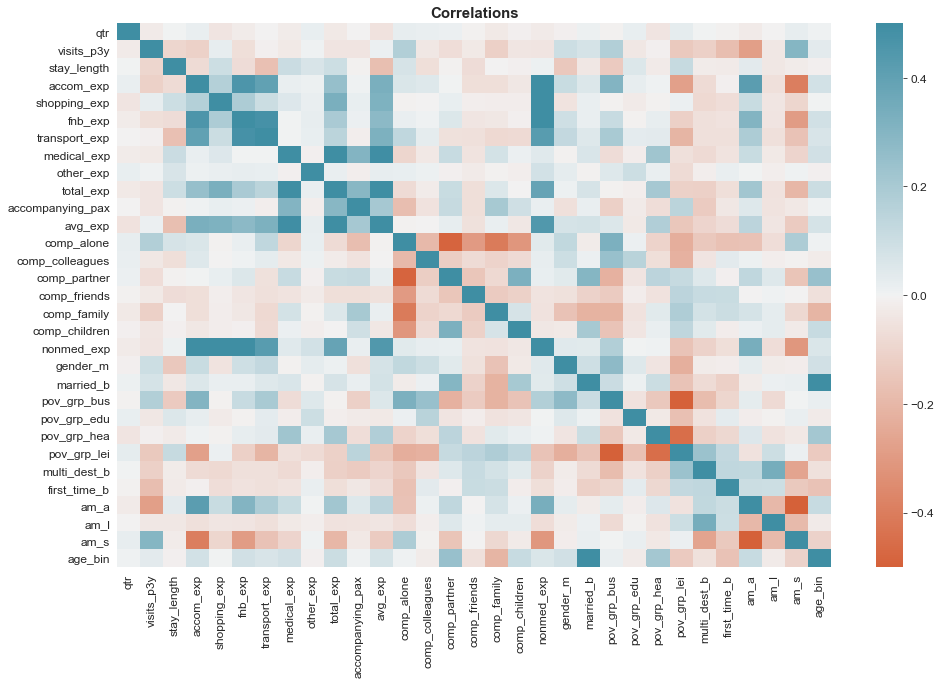 Correlations
qtr
visits_p3y
stay_length
accom_exp
shopping_exp
fnb_exp
transport_exp
medical_exp
other_exp
total_exp
accompanying_pax
avg_exp
comp_alone
comp_colleagues
comp_partner
comp_friends
comp_family
comp_children
nonmed_exp
gender_m
married_b
pov_grp_bus
pov_grp_edu
pov_grp_hea
pov_grp_lei
multi_dest_b
first_time_b
am_a
am_l
am_s
age_bin
qtr
visits_p3y
stay_length
accom_exp
shopping_exp
fnb_exp
transport_exp
medical_exp
other_exp
total_exp
accompanying_pax
avg_exp
comp_alone
comp_colleagues
comp_partner
comp_friends
comp_family
comp_children
nonmed_exp
gender_m
married_b
pov_grp_bus
pov_grp_edu
pov_grp_hea
pov_grp_lei
multi_dest_b
first_time_b
am_a
am_l
am_s
age_bin
0.4
0.2
0.0
−0.2
−0.4